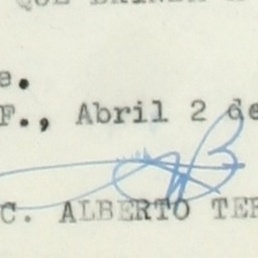 e.
F., Abril 2 de
C. ALBERTO TE